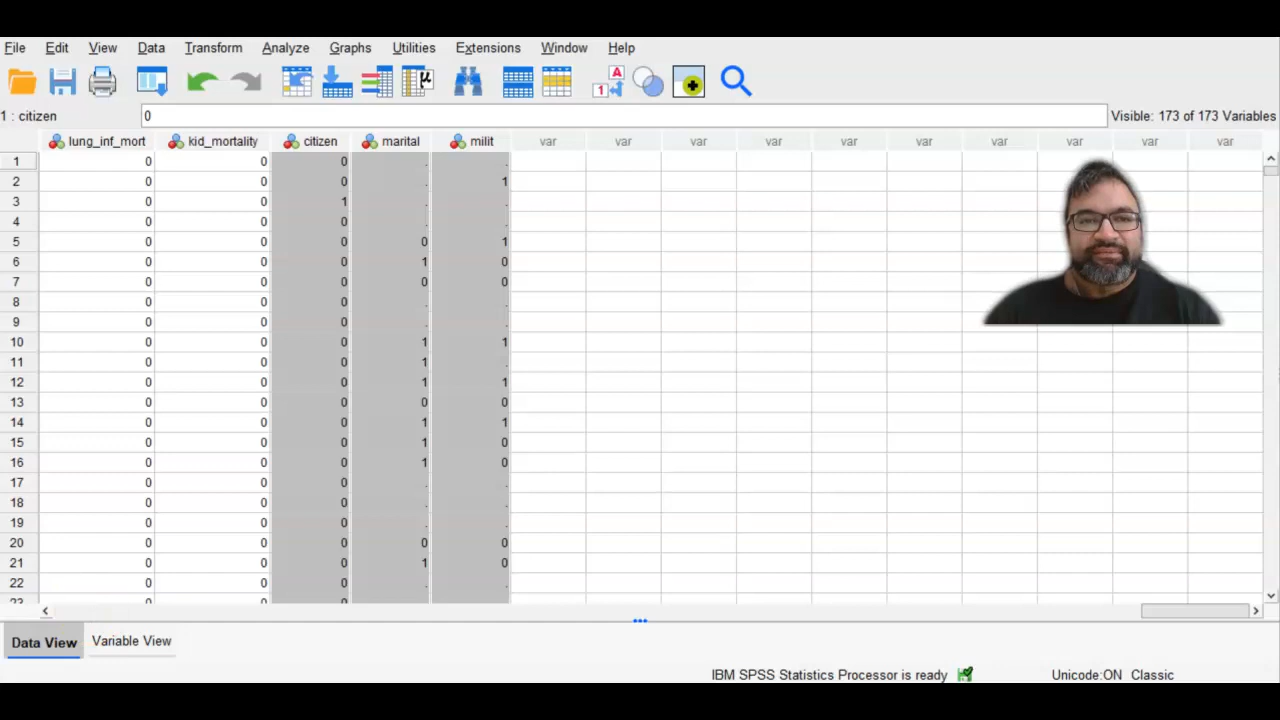 File Edit View Data Transform Analyze Graphs Utilities Extensions Window Help
1 : citizen 0 Visible: 173 of 173 Variables
lung_inf_mort kid_mortality citizen marital milit var var var var var var var var var var
1 0 0 0 . .
2 0 0 0 . 1
3 0 0 1 . .
4 0 0 0 . .
5 0 0 0 0 1
6 0 0 0 1 0
7 0 0 0 0 0
8 0 0 0 . .
9 0 0 0 . .
10 0 0 0 1 1
11 0 0 0 1 .
12 0 0 0 1 1
13 0 0 0 0 0
14 0 0 0 1 1
15 0 0 0 1 0
16 0 0 0 1 0
17 0 0 0 . .
18 0 0 0 . .
19 0 0 0 . .
20 0 0 0 0 0
21 0 0 0 1 0
22 0 0 0 . .
23 0 0 0
Data View Variable View
IBM SPSS Statistics Processor is ready Unicode:ON Classic